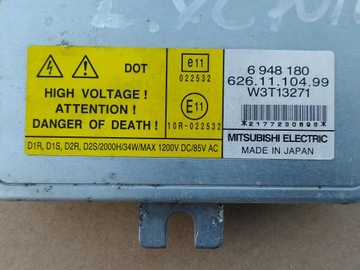 DOT
HIGH VOLTAGE !
ATTENTION !
DANGER OF DEATH !
D1R, D1S, D2R, D2S/2000H/34W/MAX 1200V DC/85V AC
e11
022532
E11
10R-022532
6 948 180
626.11.104.99
W3T13271
MITSUBISHI ELECTRIC
MADE IN JAPAN